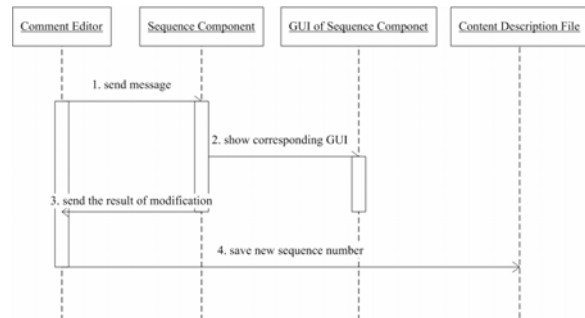 Comment Editor
Sequence Component
GUI of Sequence Componet
Content Description File
1. send message
2. show corresponding GUI
3. send the result of modification
4. save new sequence number